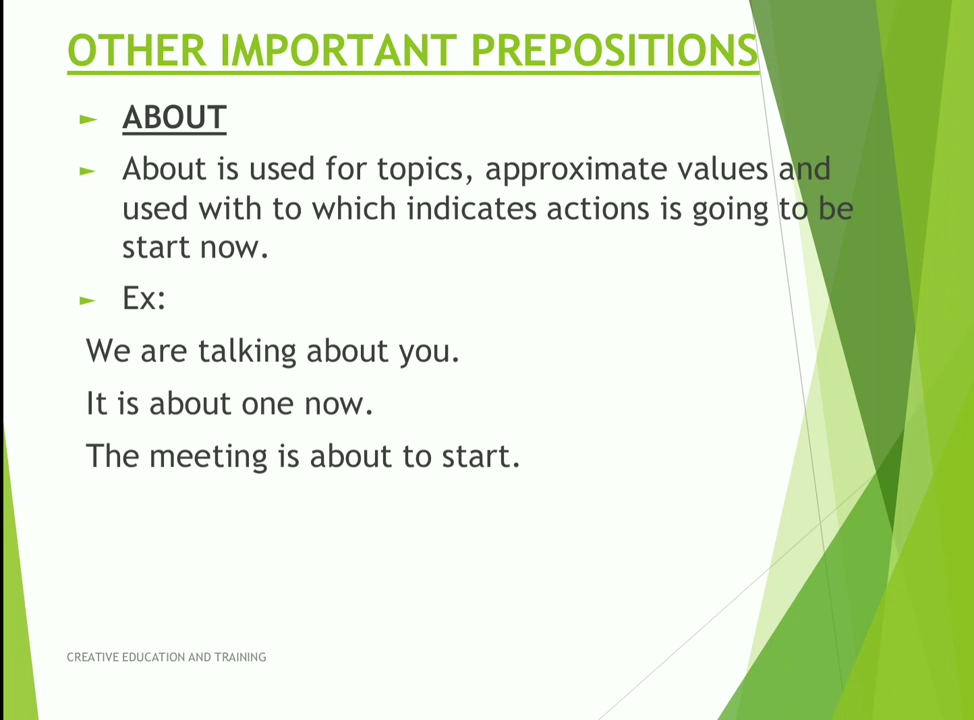 OTHER IMPORTANT PREPOSITIONS
► ABOUT
► About is used for topics, approximate values and
used with to which indicates actions is going to be
start now.
► Ex:
We are talking about you.
It is about one now.
The meeting is about to start.
CREATIVE EDUCATION AND TRAINING